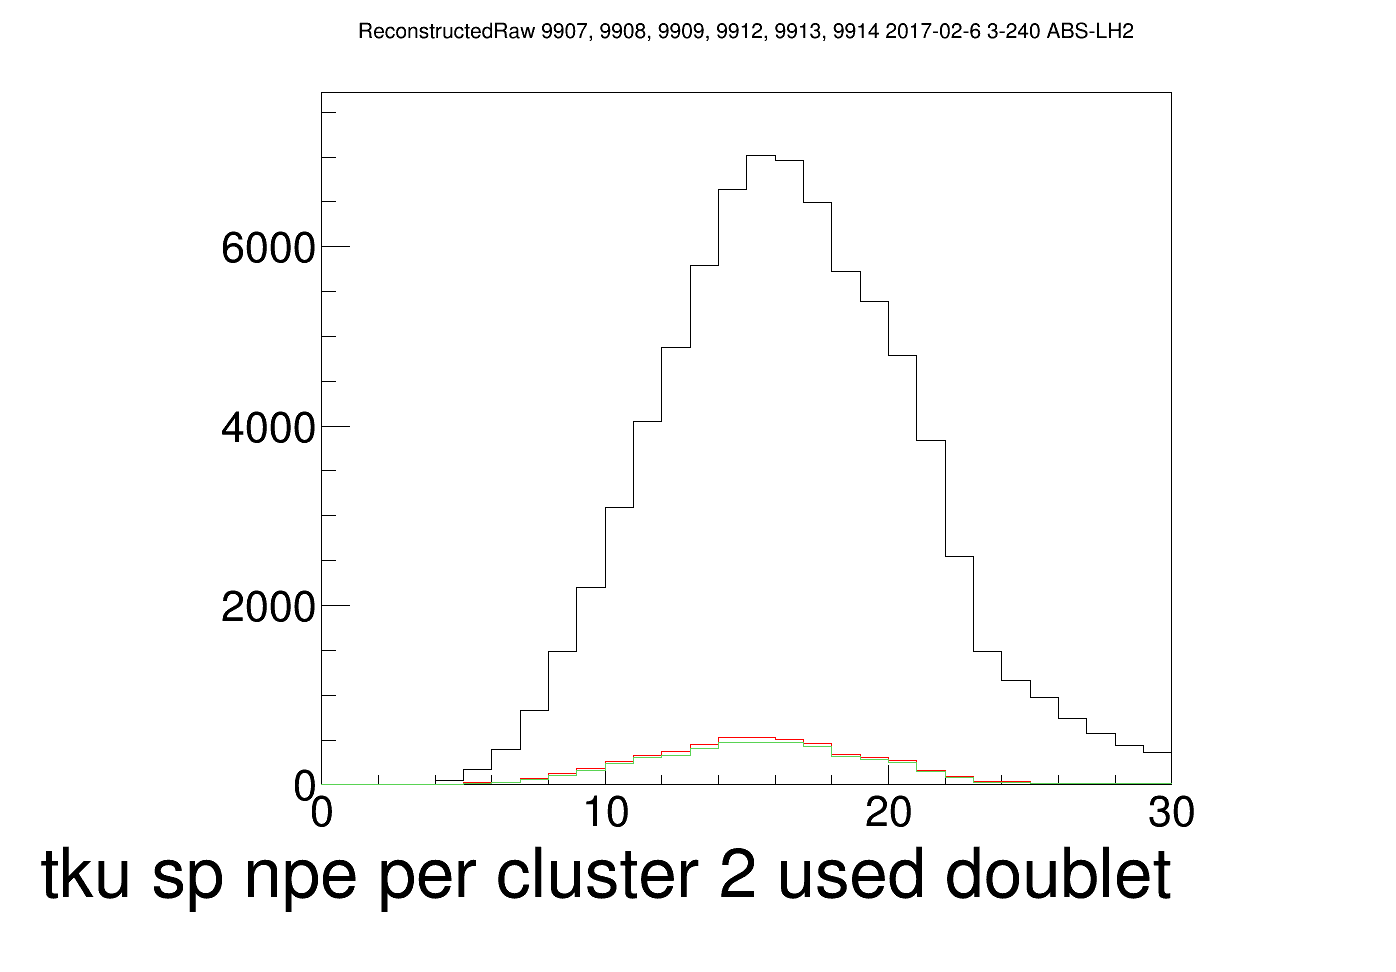 ReconstructedRaw 9907, 9908, 9909, 9912, 9913, 9914 2017-02-6 3-240 ABS-LH2
6000
4000
2000
0
0 10 20 30
tku sp npe per cluster 2 used doublet